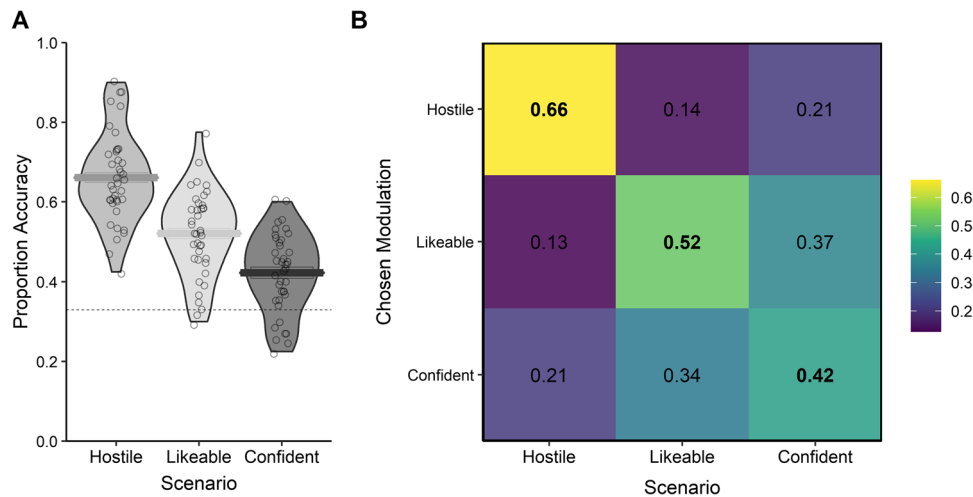 A
Proportion Accuracy
1.0
0.8
0.6
0.4
0.2
0.0
Hostile Likeable Confident
Scenario
B
Chosen Modulation
Hostile 0.66 0.14 0.21
Likeable 0.13 0.52 0.37
Confident 0.21 0.34 0.42
Hostile Likeable Confident
Scenario
0.6
0.5
0.4
0.3
0.2